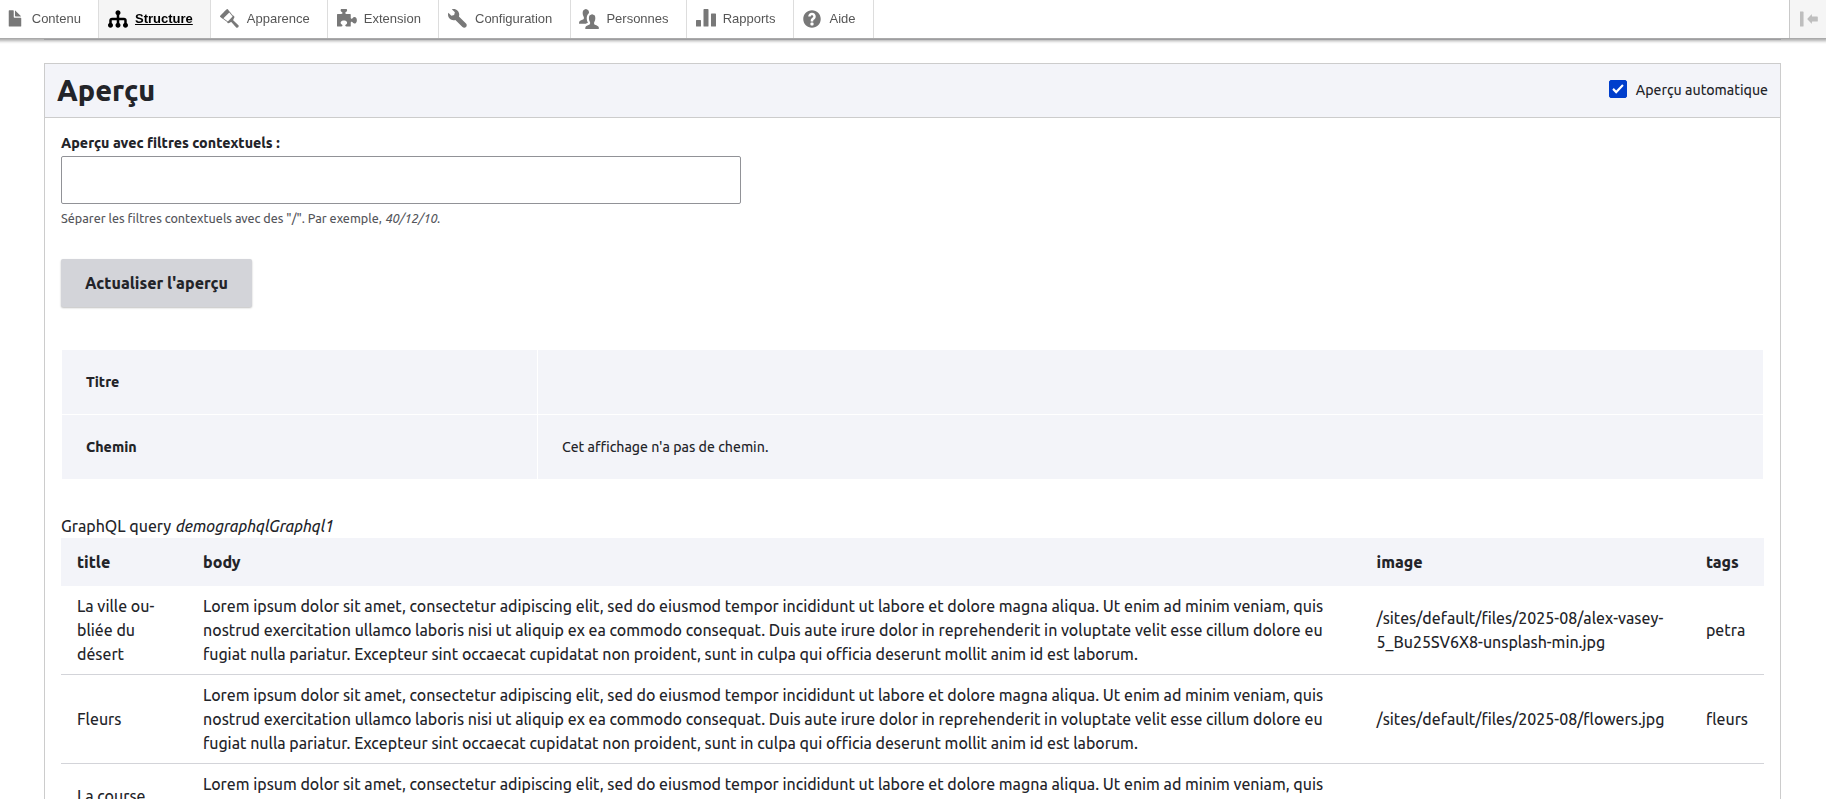 Contenu Structure Apparence Extension Configuration Personnes Rapports Aide
Aperçu
Aperçu automatique
Aperçu avec filtres contextuels :
Séparer les filtres contextuels avec des "/". Par exemple, 40/12/10.
Actualiser l'aperçu
Titre
Chemin Cet affichage n'a pas de chemin.
GraphQL query demographqlGraphql1
title body image tags
La ville ou-
bliée du
désert
Lorem ipsum dolor sit amet, consectetur adipiscing elit, sed do eiusmod tempor incididunt ut labore et dolore magna aliqua. Ut enim ad minim veniam, quis
nostrud exercitation ullamco laboris nisi ut aliquip ex ea commodo consequat. Duis aute irure dolor in reprehenderit in voluptate velit esse cillum dolore eu
fugiat nulla pariatur. Excepteur sint occaecat cupidatat non proident, sunt in culpa qui officia deserunt mollit anim id est laborum.
/sites/default/files/2025-08/alex-vasey-
5_Bu25SV6X8-unsplash-min.jpg
petra
Fleurs
Lorem ipsum dolor sit amet, consectetur adipiscing elit, sed do eiusmod tempor incididunt ut labore et dolore magna aliqua. Ut enim ad minim veniam, quis
nostrud exercitation ullamco laboris nisi ut aliquip ex ea commodo consequat. Duis aute irure dolor in reprehenderit in voluptate velit esse cillum dolore eu
fugiat nulla pariatur. Excepteur sint occaecat cupidatat non proident, sunt in culpa qui officia deserunt mollit anim id est laborum.
/sites/default/files/2025-08/flowers.jpg
fleurs
La course
Lorem ipsum dolor sit amet, consectetur adipiscing elit, sed do eiusmod tempor incididunt ut labore et dolore magna aliqua. Ut enim ad minim veniam, quis